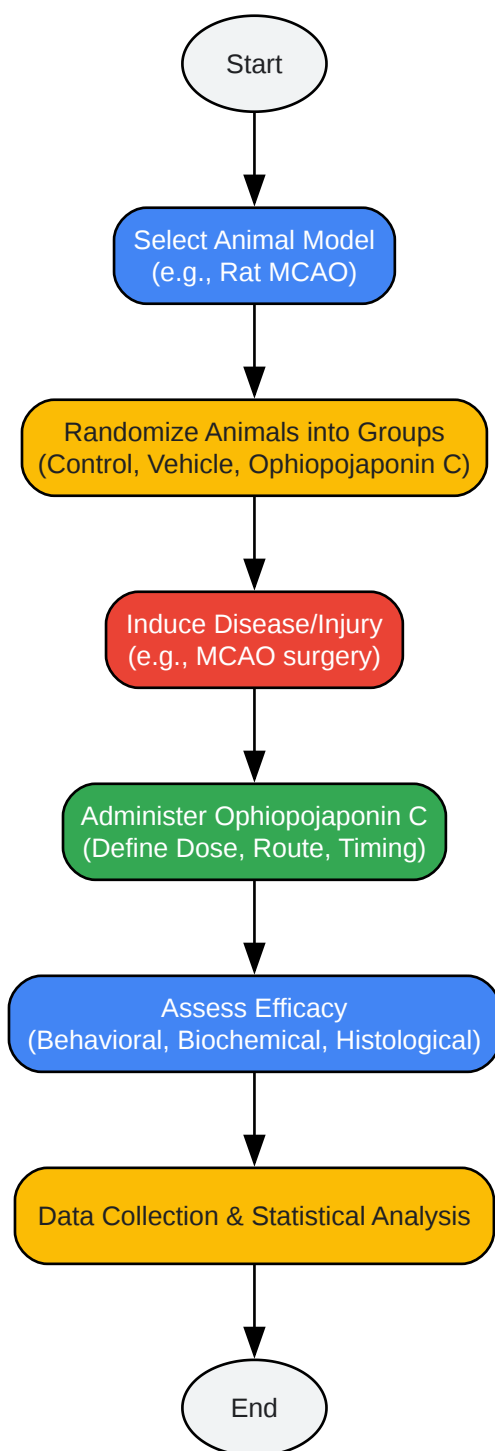 Start
Select Animal Model
(e.g., Rat MCAO)
Randomize Animals into Groups
(Control, Vehicle, Ophiopojaponin C)
Induce Disease/Injury
(e.g., MCAO surgery)
Administer Ophiopojaponin C
(Define Dose, Route, Timing)
Assess Efficacy
(Behavioral, Biochemical, Histological)
Data Collection & Statistical Analysis
End